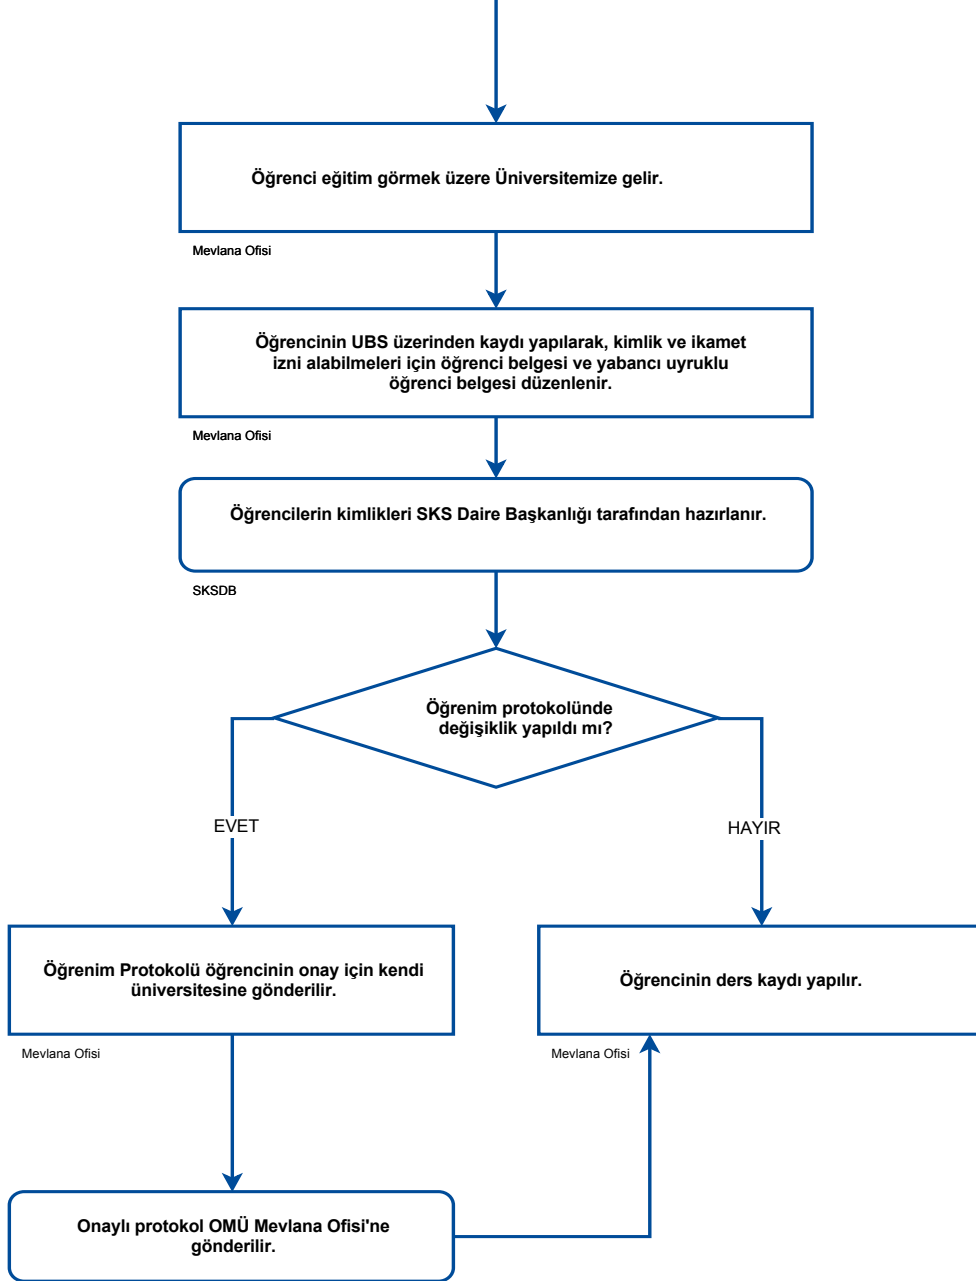 Öğrenci eğitim görmek üzere Üniversitemize gelir.
Mevlana Ofisi
Öğrencinin UBS üzerinden kaydı yapılarak, kimlik ve ikamet
izni alabilmeleri için öğrenci belgesi ve yabancı uyruklu
öğrenci belgesi düzenlenir.
Mevlana Ofisi
Öğrencilerin kimlikleri SKS Daire Başkanlığı tarafından hazırlanır.
SKSDB
Öğrenim protokolünde
değişiklik yapıldı mı?
EVET
HAYIR
Öğrenim Protokolü öğrencinin onay için kendi
üniversitesine gönderilir.
Mevlana Ofisi
Öğrencinin ders kaydı yapılır.
Mevlana Ofisi
Onaylı protokol OMÜ Mevlana Ofisi'ne
gönderilir.